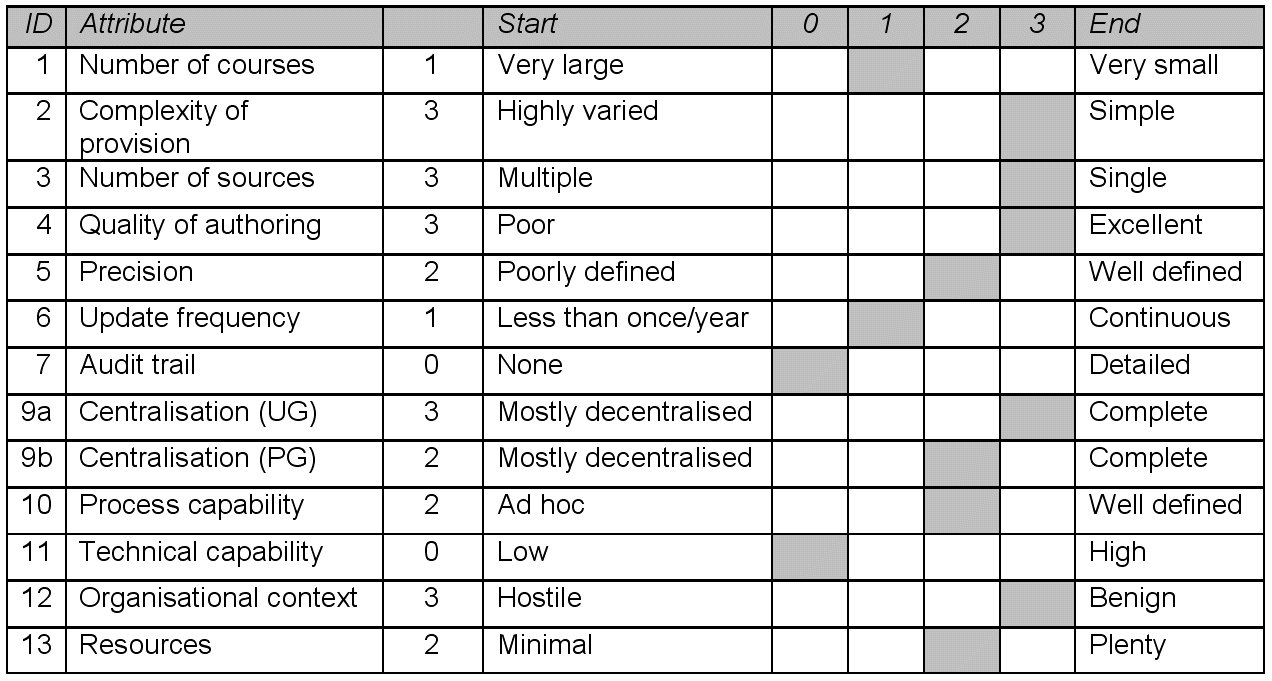 ID Attribute Start 0 1 2 3 End
1 Number of courses 1 Very large Very small
2 Complexity of provision 3 Highly varied Simple
3 Number of sources 3 Multiple Single
4 Quality of authoring 3 Poor Excellent
5 Precision 2 Poorly defined Well defined
6 Update frequency 1 Less than once/year Continuous
7 Audit trail 0 None Detailed
9a Centralisation (UG) 3 Mostly decentralised Complete
9b Centralisation (PG) 2 Mostly decentralised Complete
10 Process capability 2 Ad hoc Well defined
11 Technical capability 0 Low High
12 Organisational context 3 Hostile Benign
13 Resources 2 Minimal Plenty